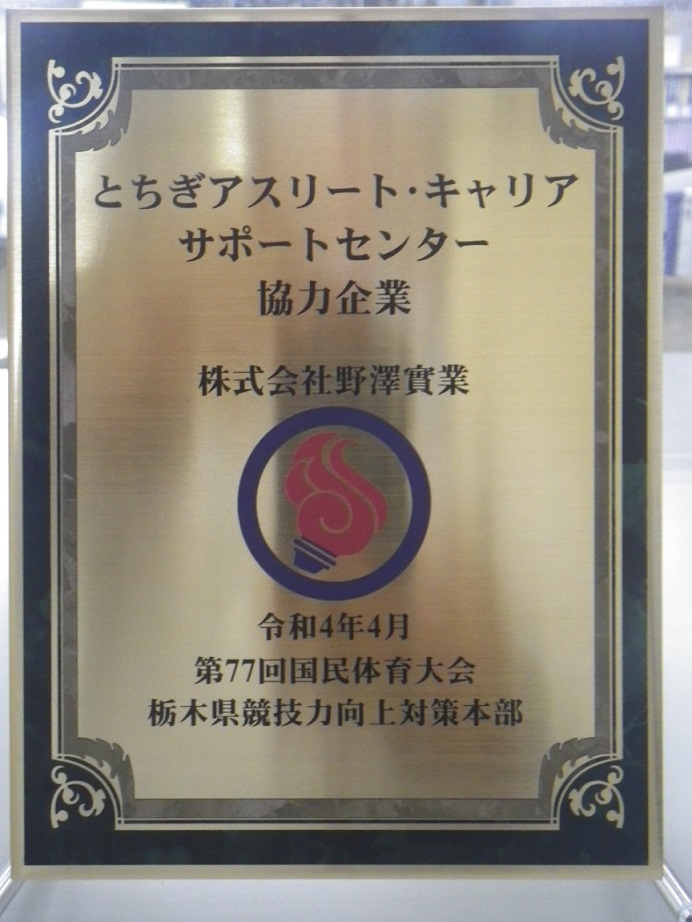 とちぎアスリート･キャリア
サポートセンター
協力企業
株式会社野澤實業
令和4年4月
第77回国民体育大会
栃木県競技力向上対策本部